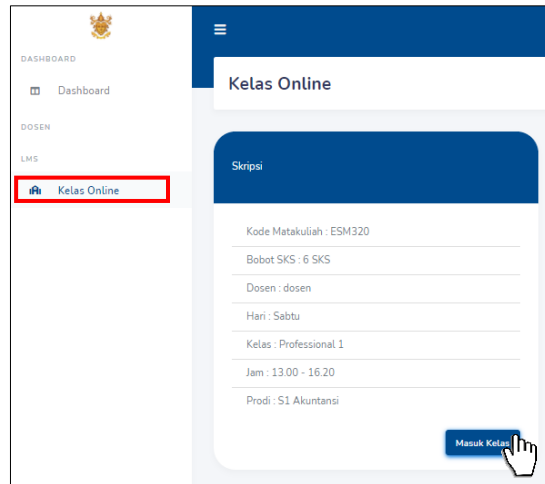 DASHBOARD
Dashboard
DOSEN
LMS
Kelas Online
Kelas Online
Skripsi
Kode Matakuliah : ESM320
Bobot SKS : 6 SKS
Dosen : dosen
Hari : Sabtu
Kelas : Professional 1
Jam : 13.00 - 16.20
Prodi : S1 Akuntansi
Masuk Kelas